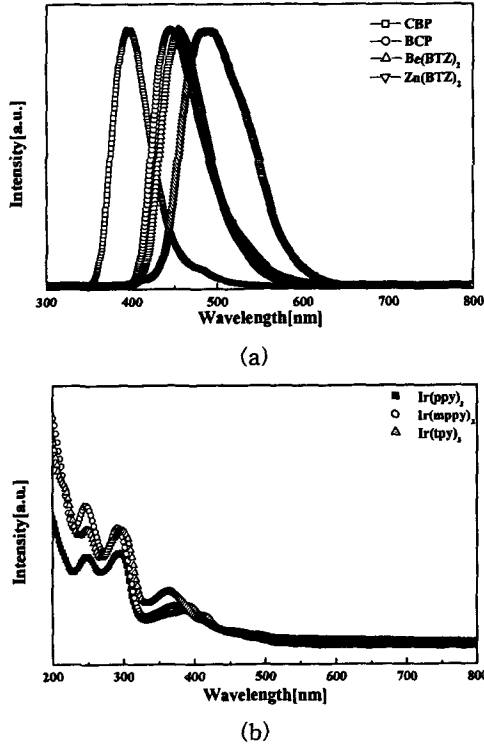 CBP
BCP
Be(BTZ)₂
Zn(BTZ)₂
Intensity[a.u.]
300 400 500 600 700 800
Wavelength[nm]
(a)
Ir(ppy)₃
Ir(mppy)₃
Ir(tpy)₃
Intensity[a.u.]
200 300 400 500 600 700 800
Wavelength[nm]
(b)